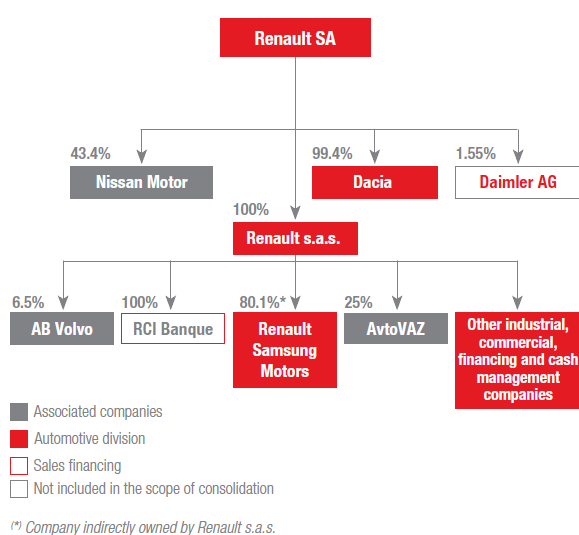 Renault SA
43.4%
99.4%
1.55%
Nissan Motor
Dacia
Daimler AG
100%
Renault s.a.s.
6.5%
100%
80.1%*
25%
AB Volvo
RCI Banque
Renault
Samsung
Motors
AvtoVAZ
Other industrial,
commercial,
financing and cash
management
companies
Associated companies
Automotive division
Sales financing
Not included in the scope of consolidation
(*) Company indirectly owned by Renault s.a.s.